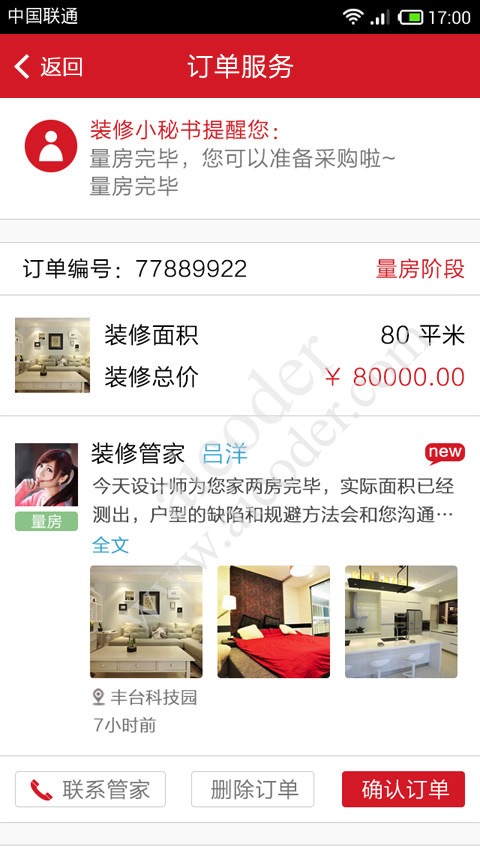 中国联通 17:00
返回 订单服务
装修小秘书提醒您：
量房完毕，您可以准备采购啦~
量房完毕
订单编号：77889922 量房阶段
装修面积 80 平米
装修总价 ￥ 80000.00
装修管家 吕洋 new
今天设计师为您家两房完毕，实际面积已经
测出，户型的缺陷和规避方法会和您沟通…
量房
全文
丰台科技园
7小时前
联系管家 删除订单 确认订单
aicoder
www.aicoder.com